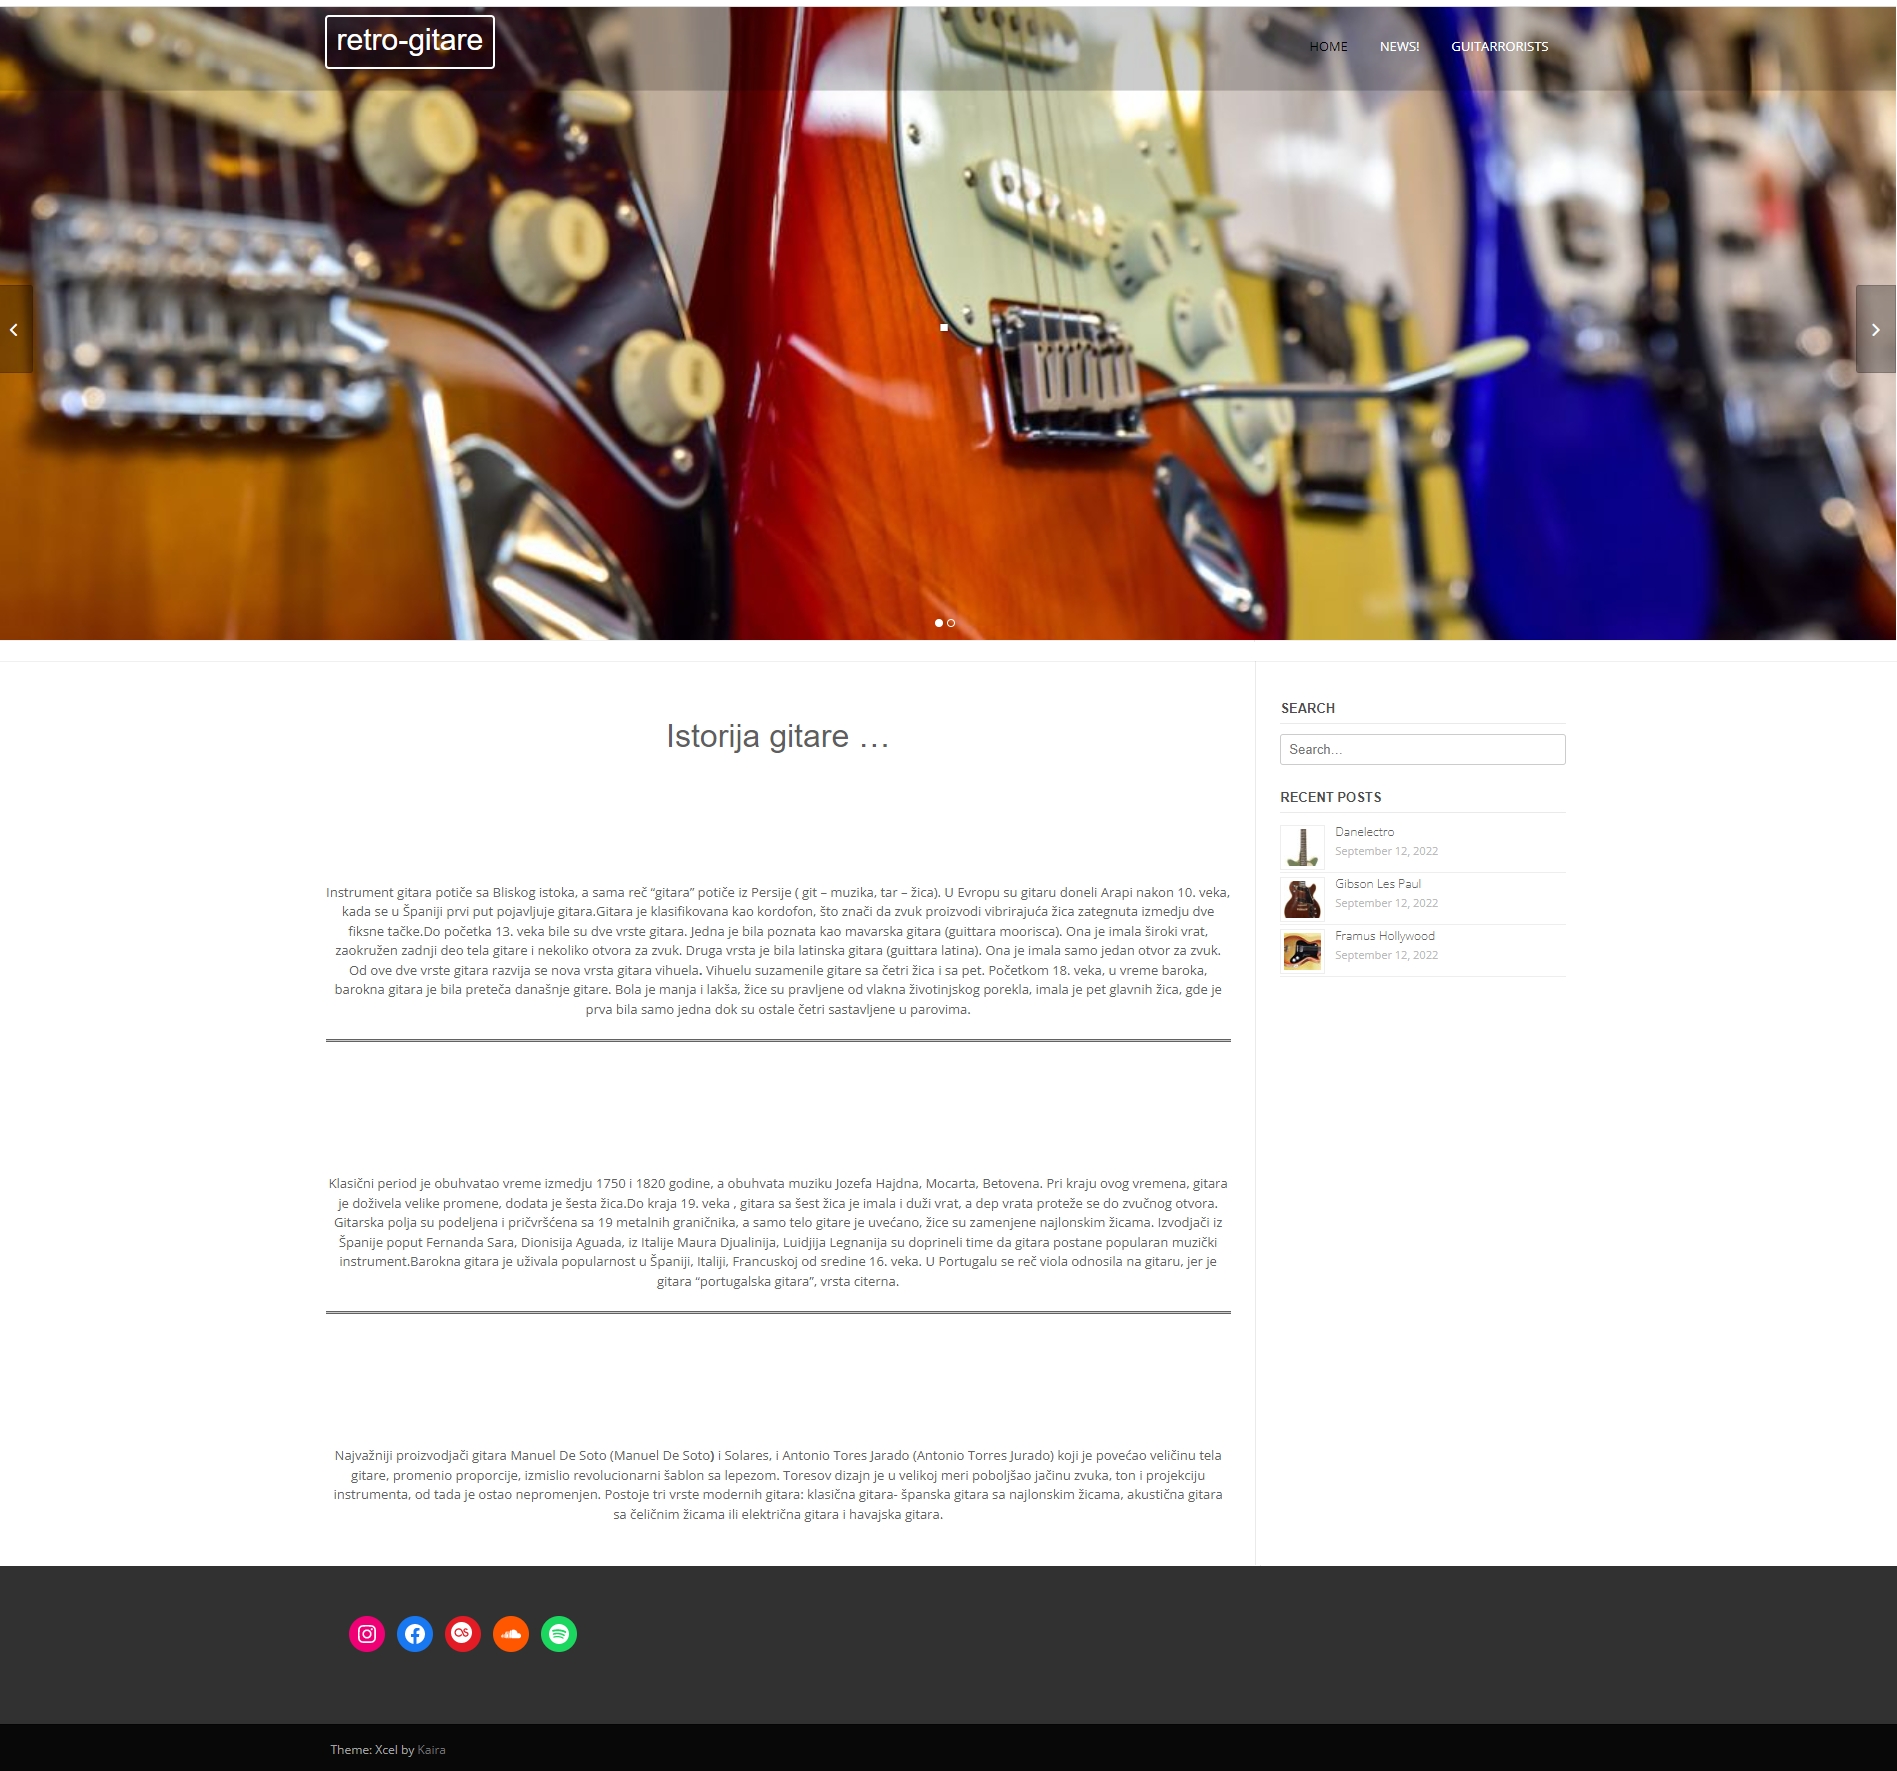 retro-gitare
HOME
NEWS!
GUITARRORISTS
Istorija gitare …
Instrument gitara potiče sa Bliskog istoka, a sama reč “gitara” potiče iz Persije ( git – muzika, tar – žica). U Evropu su gitaru doneli Arapi nakon 10. veka,
kada se u Španiji prvi put pojavljuje gitara.Gitara je klasifikovana kao kordofon, što znači da zvuk proizvodi vibrirajuća žica zategnuta izmedju dve
fiksne tačke.Do početka 13. veka bile su dve vrste gitara. Jedna je bila poznata kao mavarska gitara (guittara moorisca). Ona je imala široki vrat,
zaokružen zadnji deo tela gitare i nekoliko otvora za zvuk. Druga vrsta je bila latinska gitara (guittara latina). Ona je imala samo jedan otvor za zvuk.
Od ove dve vrste gitara razvija se nova vrsta gitara vihuela. Vihuelu suzamenile gitare sa četri žica i sa pet. Početkom 18. veka, u vreme baroka,
barokna gitara je bila preteča današnje gitare. Bola je manja i lakša, žice su pravljene od vlakna životinjskog porekla, imala je pet glavnih žica, gde je
prva bila samo jedna dok su ostale četri sastavljene u parovima.
Klasični period je obuhvatao vreme izmedju 1750 i 1820 godine, a obuhvata muziku Jozefa Hajdna, Mocarta, Betovena. Pri kraju ovog vremena, gitara
je doživela velike promene, dodata je šesta žica.Do kraja 19. veka , gitara sa šest žica je imala i duži vrat, a dep vrata proteže se do zvučnog otvora.
Gitarska polja su podeljena i pričvršćena sa 19 metalnih graničnika, a samo telo gitare je uvećano, žice su zamenjene najlonskim žicama. Izvodjači iz
Španije poput Fernanda Sara, Dionisija Aguada, iz Italije Maura Djualinija, Luidjija Legnanija su doprineli time da gitara postane popularan muzički
instrument.Barokna gitara je uživala popularnost u Španiji, Italiji, Francuskoj od sredine 16. veka. U Portugalu se reč viola odnosila na gitaru, jer je
gitara “portugalska gitara”, vrsta citerna.
Najvažniji proizvodjači gitara Manuel De Soto (Manuel De Soto) i Solares, i Antonio Tores Jarado (Antonio Torres Jurado) koji je povećao veličinu tela
gitare, promenio proporcije, izmislio revolucionarni šablon sa lepezom. Toresov dizajn je u velikoj meri poboljšao jačinu zvuka, ton i projekciju
instrumenta, od tada je ostao nepromenjen. Postoje tri vrste modernih gitara: klasična gitara- španska gitara sa najlonskim žicama, akustična gitara
sa čeličnim žicama ili električna gitara i havajska gitara.
SEARCH
Search…
RECENT POSTS
Danelectro
September 12, 2022
Gibson Les Paul
September 12, 2022
Framus Hollywood
September 12, 2022
Theme: Xcel by Kaira